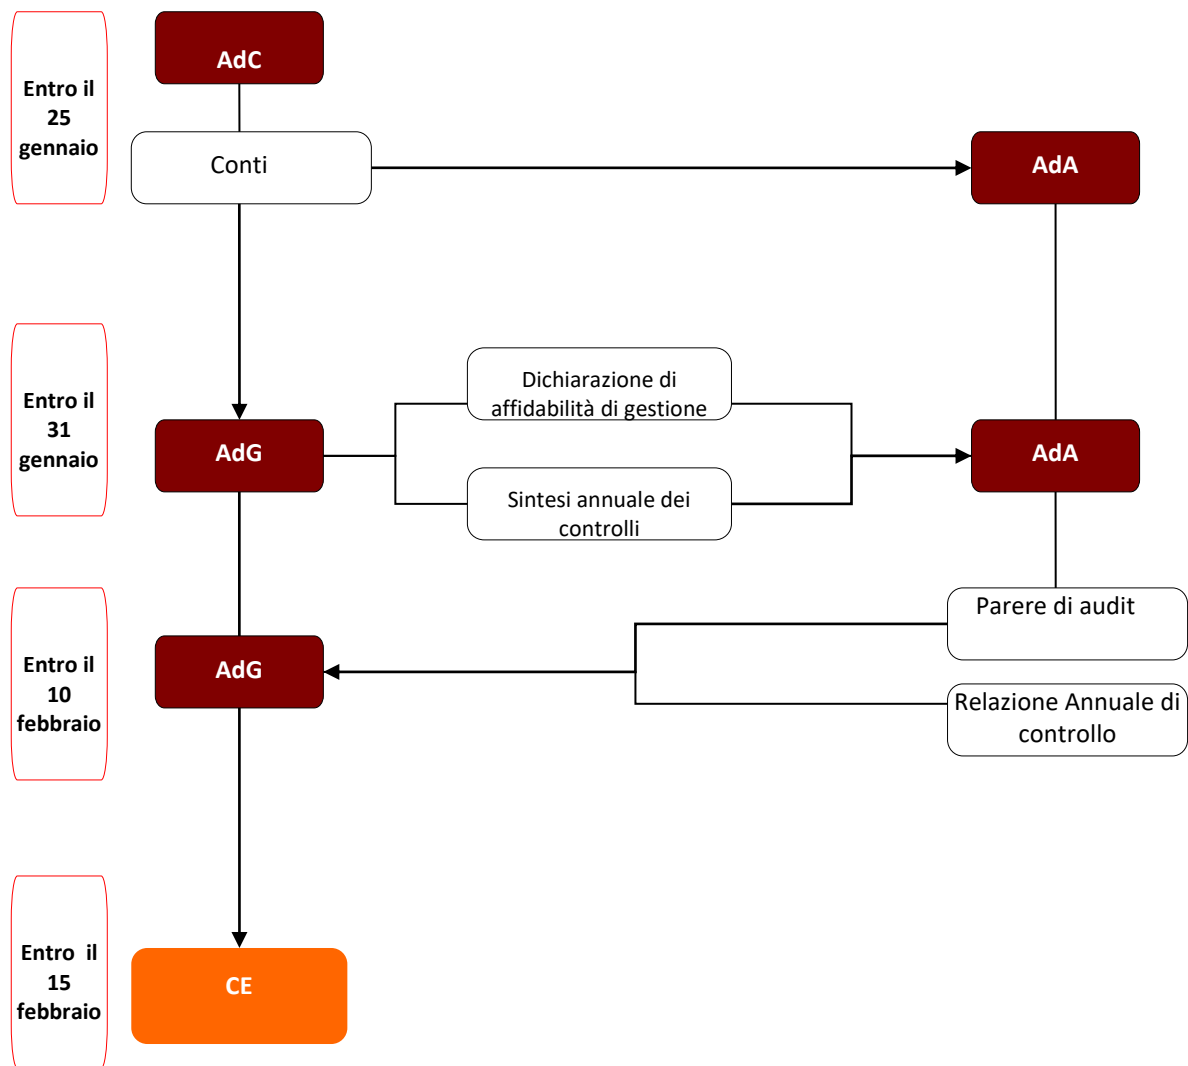 AdC
Entro il
25
gennaio
Conti
AdA
Entro il
31
gennaio
AdG
Dichiarazione di
affidabilità di gestione
Sintesi annuale dei
controlli
AdA
Entro il
10
febbraio
AdG
Parere di audit
Relazione Annuale di
controllo
Entro  il
15
febbraio
CE